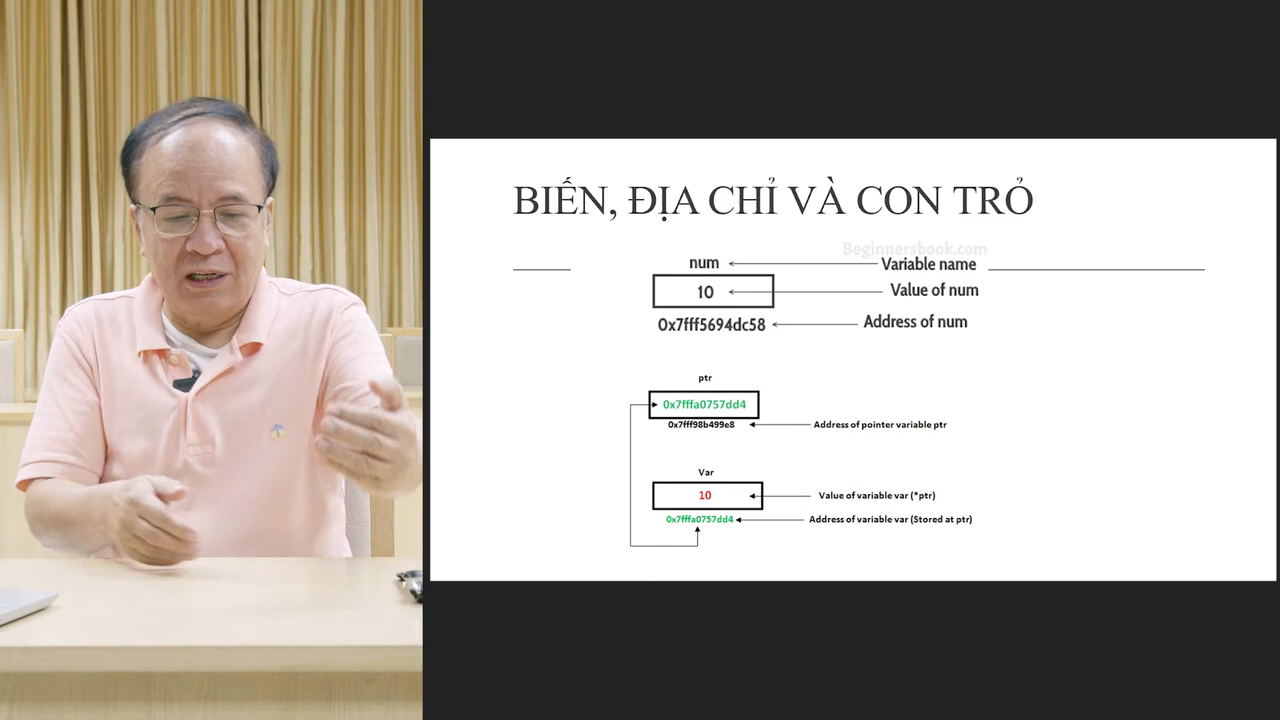 BIẾN, ĐỊA CHỈ VÀ CON TRỎ
Beginnersbook.com
num
Variable name
10
Value of num
0x7fff5694dc58
Address of num
ptr
0x7fffa0757dd4
0x7fff98b499e8
Address of pointer variable ptr
Var
10
Value of variable var (*ptr)
0x7fffa0757dd4
Address of variable var (Stored at ptr)